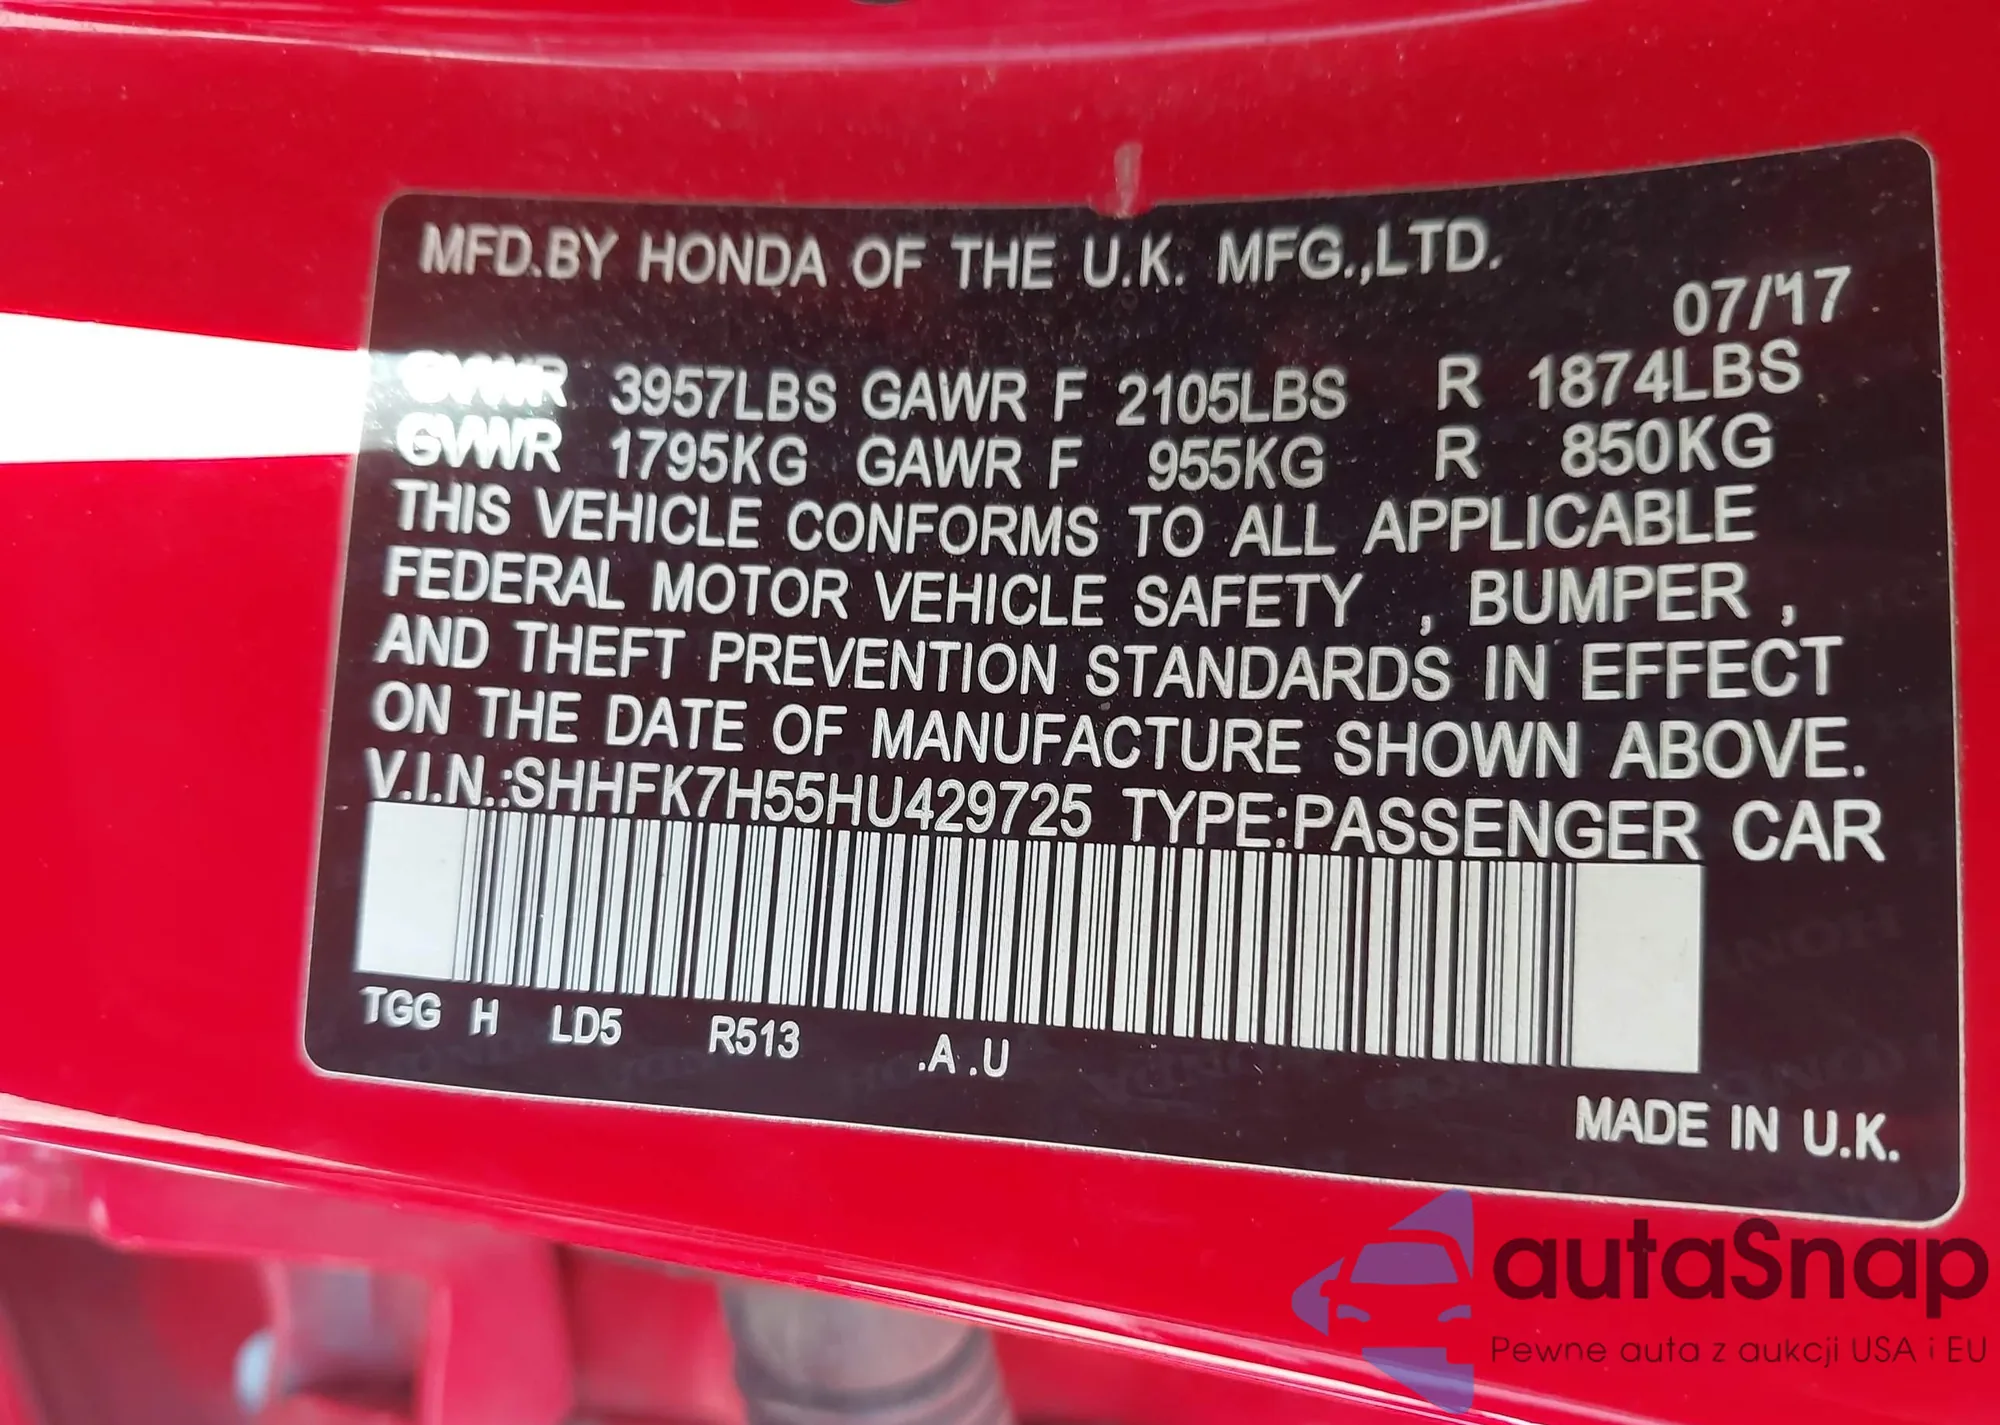 MFD.BY HONDA OF THE U.K. MFG.,LTD.
07/17
GVWR 3957LBS GAWR F 2105LBS R 1874LBS
GVWR 1795KG GAWR F 955KG R 850KG
THIS VEHICLE CONFORMS TO ALL APPLICABLE
FEDERAL MOTOR VEHICLE SAFETY , BUMPER ,
AND THEFT PREVENTION STANDARDS IN EFFECT
ON THE DATE OF MANUFACTURE SHOWN ABOVE.
V.I.N.:SHHFK7H55HU429725 TYPE:PASSENGER CAR
TGG H LD5 R513 .A .U
MADE IN U.K.
autaSnap
Pewne auta z aukcji USA i EU